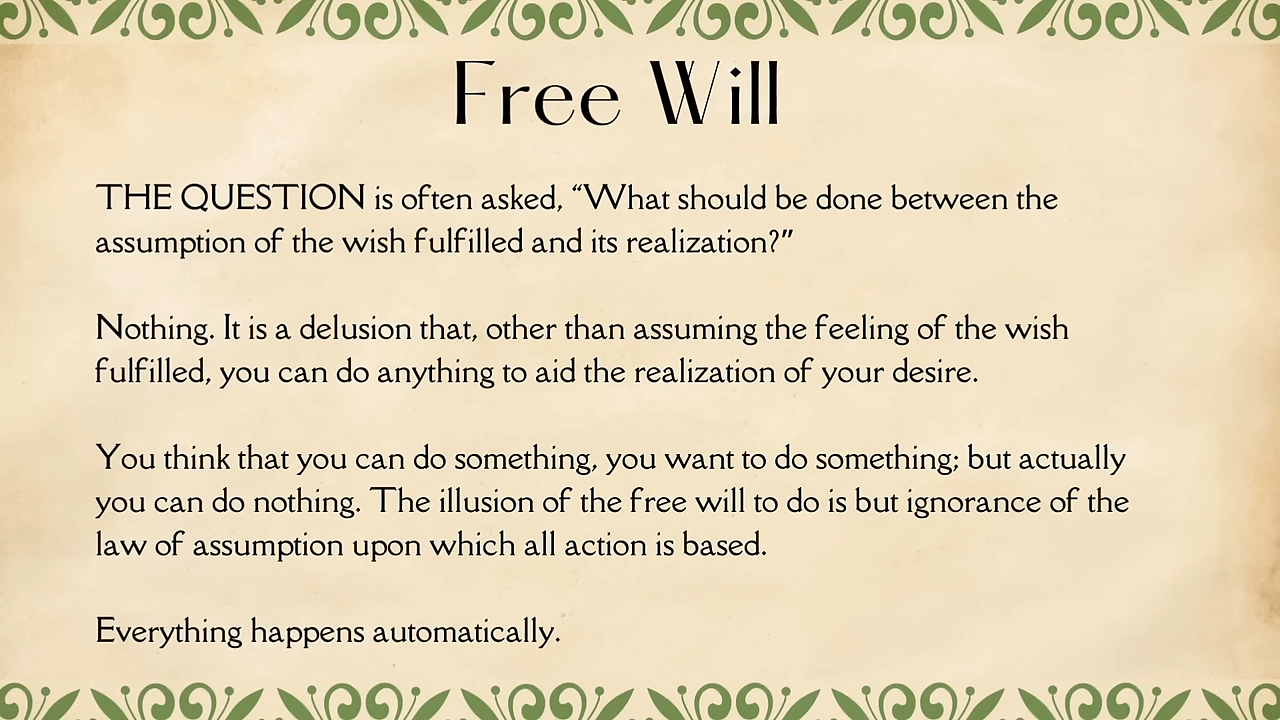 Free Will
THE QUESTION is often asked, “What should be done between the
assumption of the wish fulfilled and its realization?”
Nothing. It is a delusion that, other than assuming the feeling of the wish
fulfilled, you can do anything to aid the realization of your desire.
You think that you can do something, you want to do something; but actually
you can do nothing. The illusion of the free will to do is but ignorance of the
law of assumption upon which all action is based.
Everything happens automatically.